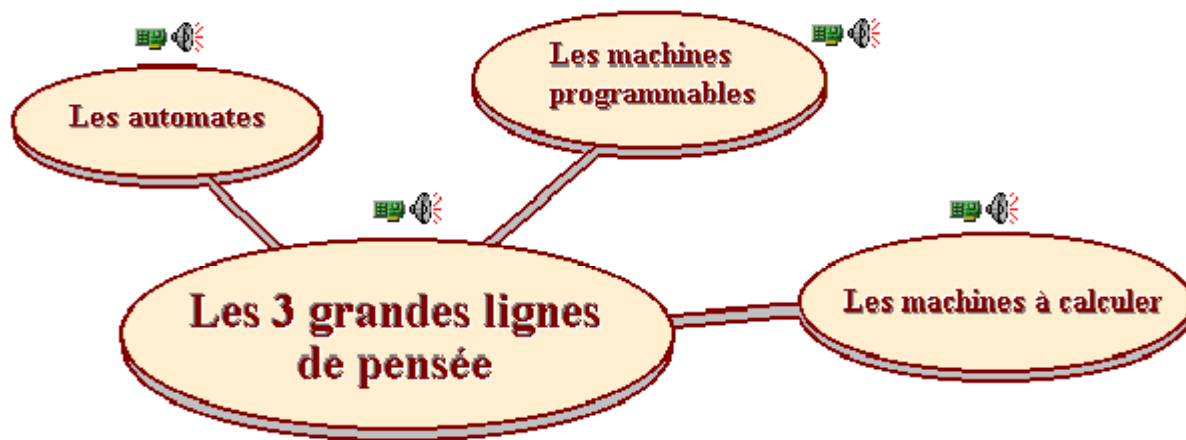 Les automates
Les machines
programmables
Les 3 grandes lignes
de pensée
Les machines à calculer